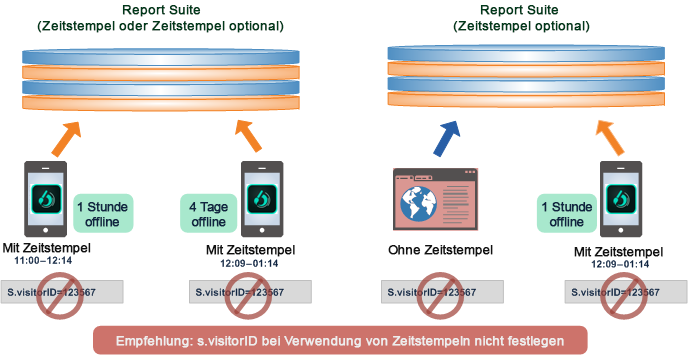 Report Suite
(Zeitstempel oder Zeitstempel optional)
1 Stunde
offline
4 Tage
offline
Mit Zeitstempel
11:00–12:14
Mit Zeitstempel
12:09–01:14
S.visitorID=123567
S.visitorID=123567
Report Suite
(Zeitstempel optional)
1 Stunde
offline
Ohne Zeitstempel
Mit Zeitstempel
12:09–01:14
S.visitorID=123567
S.visitorID=123567
Empfehlung: s.visitorID bei Verwendung von Zeitstempeln nicht festlegen